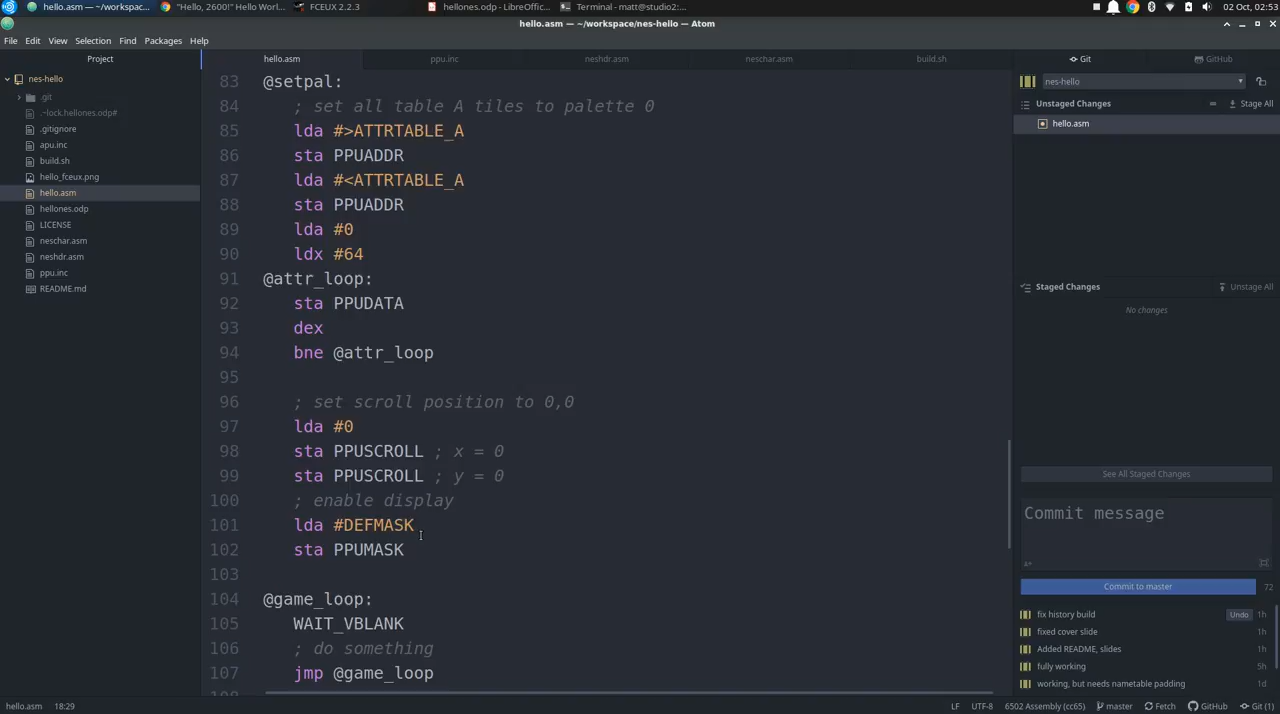 hello.asm — ~/workspac...
"Hello, 2600!" Hello W...
FCEUX 2.2.3
hellones.odp - LibreOffic...
Terminal - matt@studio2:...
02 Oct, 02:53
hello.asm — ~/workspace/nes-hello — Atom
File Edit View Selection Find Packages Help
Project
nes-hello
.git
.~lock.hellones.odp#
.gitignore
apu.inc
build.sh
hello_fceux.png
hello.asm
hellones.odp
LICENSE
neschar.asm
neshdr.asm
ppu.inc
README.md
hello.asm ppu.inc neshdr.asm neschar.asm build.sh
83 @setpal:
84 ; set all table A tiles to palette 0
85 lda #>ATTRTABLE_A
86 sta PPUADDR
87 lda #<ATTRTABLE_A
88 sta PPUADDR
89 lda #0
90 ldx #64
91 @attr_loop:
92 sta PPUDATA
93 dex
94 bne @attr_loop
95
96 ; set scroll position to 0,0
97 lda #0
98 sta PPUSCROLL ; x = 0
99 sta PPUSCROLL ; y = 0
100 ; enable display
101 lda #DEFMASK
102 sta PPUMASK
103
104 @game_loop:
105 WAIT_VBLANK
106 ; do something
107 jmp @game_loop
108
Git GitHub
nes-hello
Unstaged Changes Stage All
hello.asm
Staged Changes Unstage All
No changes
See All Staged Changes
Commit message
Commit to master 72
fix history build Undo 1h
fixed cover slide 1h
Added README, slides 1h
fully working 5h
working, but needs nametable padding 1d
hello.asm 18:29 LF UTF-8 6502 Assembly (cc65) master Fetch GitHub Git (1)